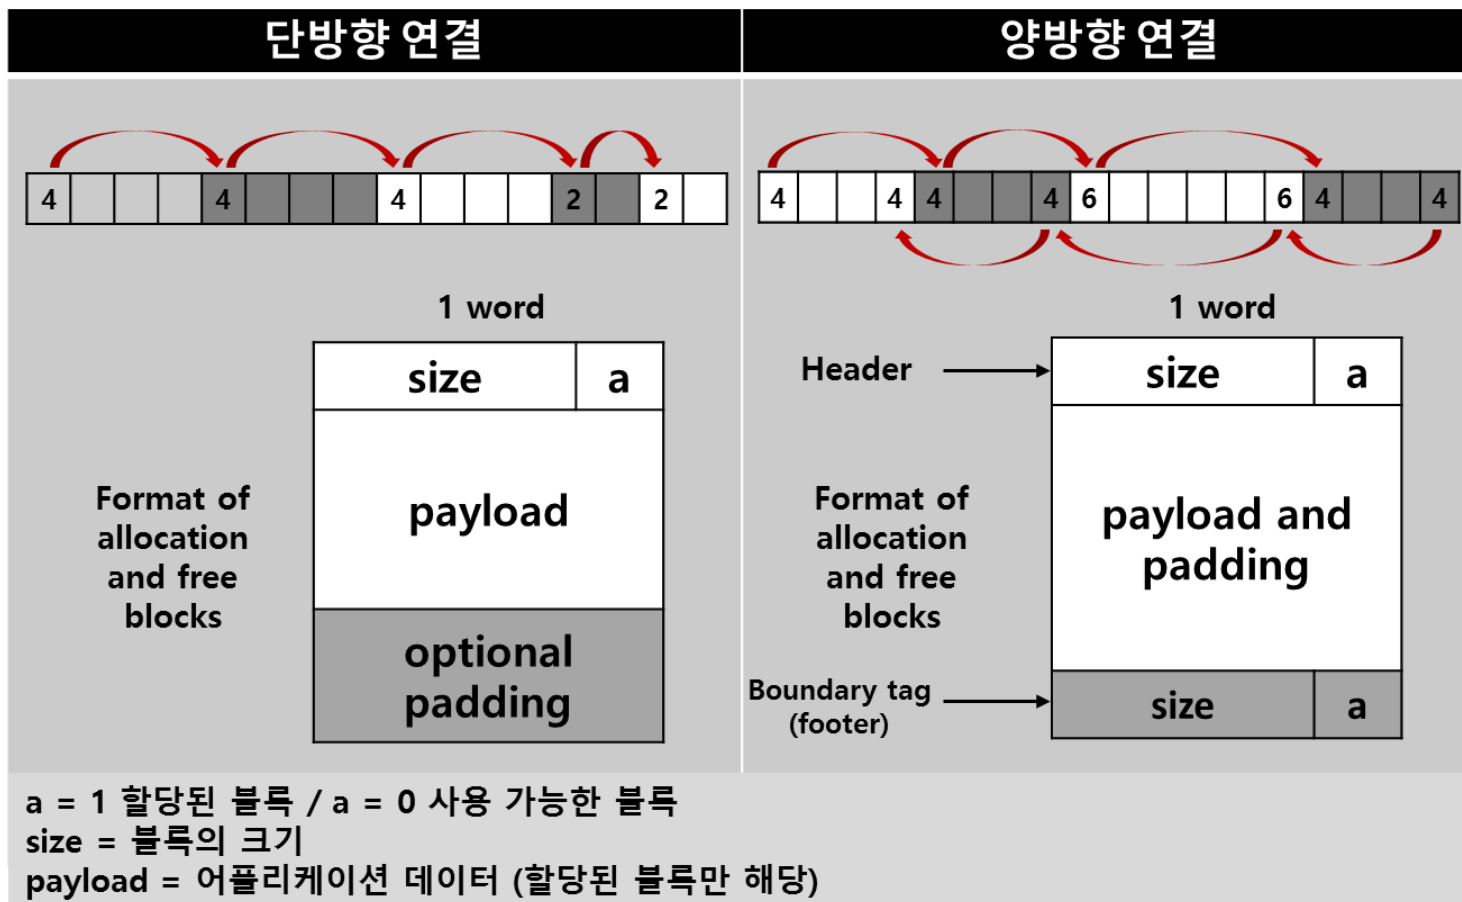 단방향 연결
양방향 연결
4 4 4 2 2
4 4 4 4 6 6 4 4
1 word
size a
payload
optional
padding
Format of
allocation
and free
blocks
1 word
Header
size a
payload and
padding
Format of
allocation
and free
blocks
Boundary tag
(footer)
size a
a = 1 할당된 블록 / a = 0 사용 가능한 블록
size = 블록의 크기
payload = 어플리케이션 데이터 (할당된 블록만 해당)